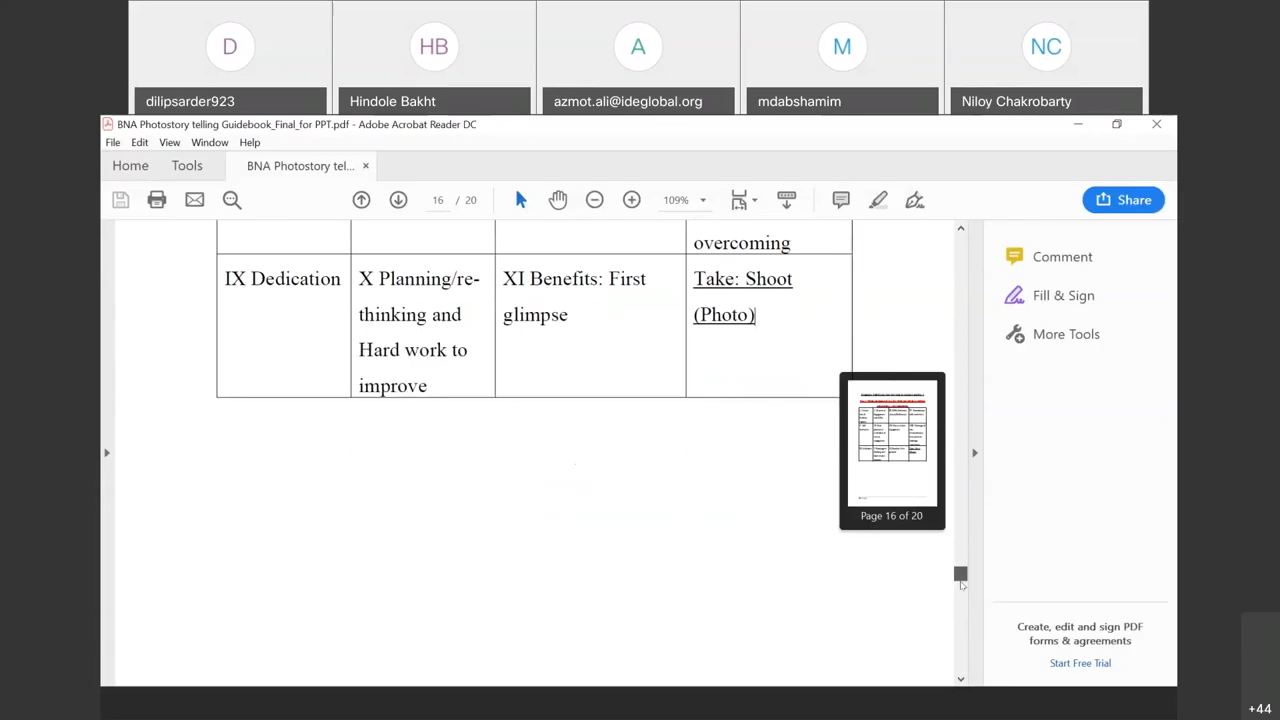 D
HB
A
M
NC
dilipsarder923
Hindole Bakht
azmot.ali@ideglobal.org
mdabshamim
Niloy Chakrobarty
BNA Photostory telling Guidebook_Final_for PPT.pdf - Adobe Acrobat Reader DC
File Edit View Window Help
Home Tools BNA Photostory tel...
16 / 20
109%
Share
overcoming
IX Dedication
X Planning/re-
thinking and
Hard work to
improve
XI Benefits: First
glimpse
Take: Shoot
(Photo)
Page 16 of 20
Comment
Fill & Sign
More Tools
Create, edit and sign PDF
forms & agreements
Start Free Trial
+44